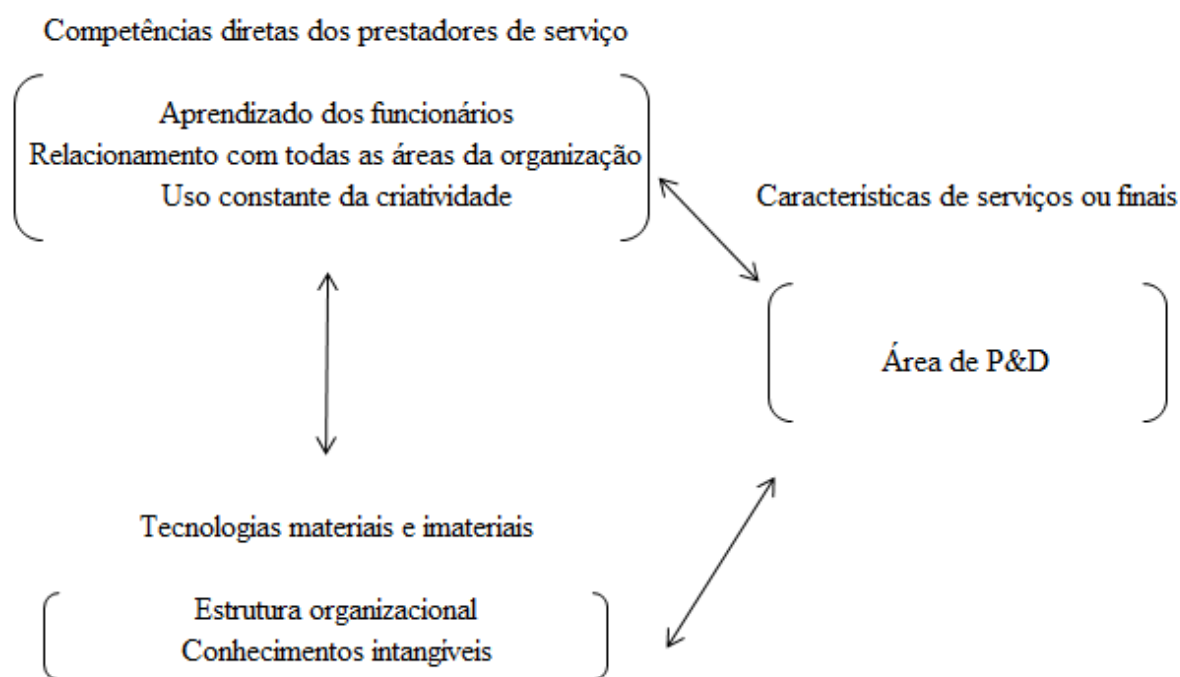 Competências diretas dos prestadores de serviço
Aprendizado dos funcionários
Relacionamento com todas as áreas da organização
Uso constante da criatividade
Características de serviços ou finais
Área de P&D
Tecnologias materiais e imateriais
Estrutura organizacional
Conhecimentos intangíveis